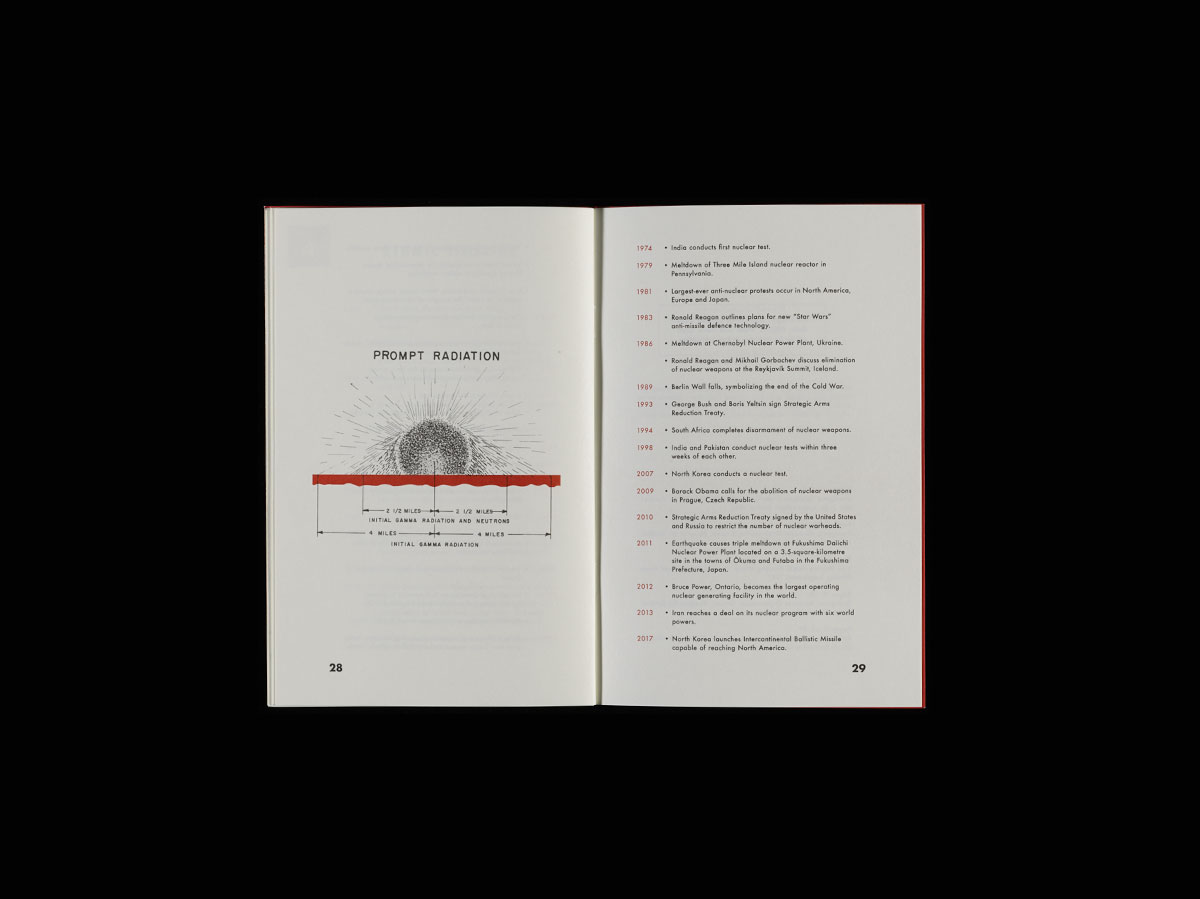 PROMPT RADIATION
2 1/2 MILES
2 1/2 MILES
INITIAL GAMMA RADIATION AND NEUTRONS
4 MILES
4 MILES
INITIAL GAMMA RADIATION
28
1974 • India conducts first nuclear test.
1979 • Meltdown of Three Mile Island nuclear reactor in
Pennsylvania.
1981 • Largest-ever anti-nuclear protests occur in North America,
Europe and Japan.
1983 • Ronald Reagan outlines plans for new "Star Wars"
anti-missile defence technology.
1986 • Meltdown at Chernobyl Nuclear Power Plant, Ukraine.
• Ronald Reagan and Mikhail Gorbachev discuss elimination
of nuclear weapons at the Reykjavík Summit, Iceland.
1989 • Berlin Wall falls, symbolizing the end of the Cold War.
1993 • George Bush and Boris Yeltsin sign Strategic Arms
Reduction Treaty.
1994 • South Africa completes disarmament of nuclear weapons.
1998 • India and Pakistan conduct nuclear tests within three
weeks of each other.
2007 • North Korea conducts a nuclear test.
2009 • Barack Obama calls for the abolition of nuclear weapons
in Prague, Czech Republic.
2010 • Strategic Arms Reduction Treaty signed by the United States
and Russia to restrict the number of nuclear warheads.
2011 • Earthquake causes triple meltdown at Fukushima Daiichi
Nuclear Power Plant located on a 3.5-square-kilometre
site in the towns of Ōkuma and Futaba in the Fukushima
Prefecture, Japan.
2012 • Bruce Power, Ontario, becomes the largest operating
nuclear generating facility in the world.
2013 • Iran reaches a deal on its nuclear program with six world
powers.
2017 • North Korea launches Intercontinental Ballistic Missile
capable of reaching North America.
29